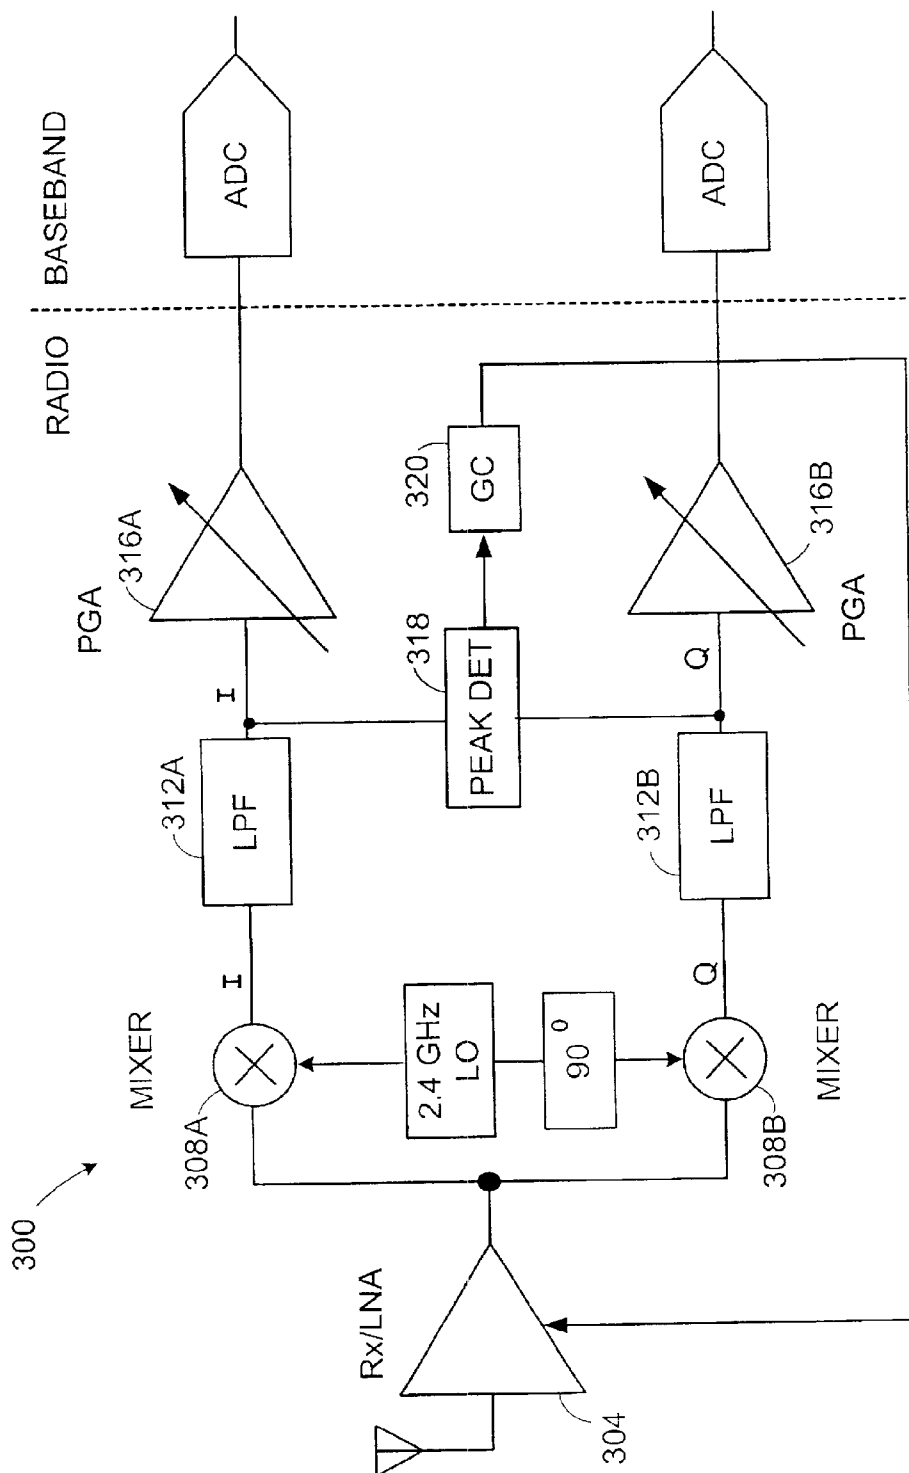 300
RADIO
BASEBAND
MIXER
308A
I
312A
LPF
I
PGA
316A
ADC
Rx/LNA
304
2.4 GHz
LO
90°
318
PEAK DET
320
GC
308B
MIXER
Q
312B
LPF
Q
PGA
316B
ADC